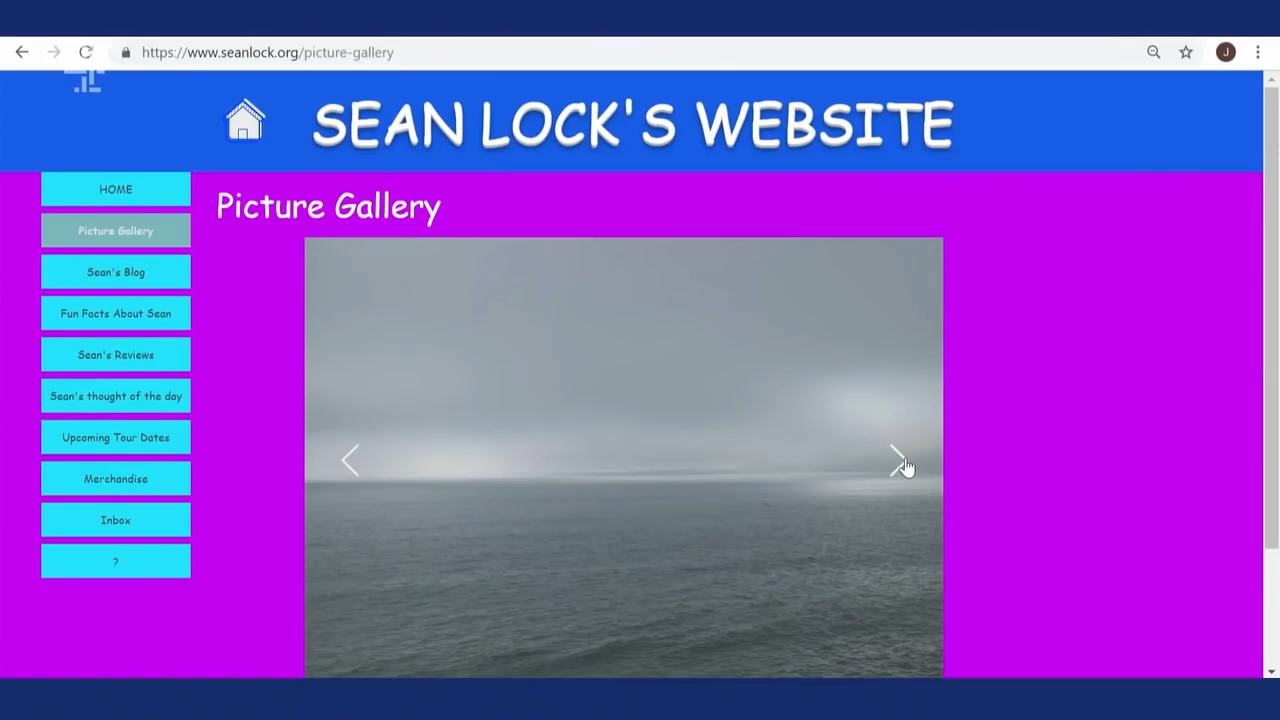 https://www.seanlock.org/picture-gallery
J
SEAN LOCK'S WEBSITE
HOME
Picture Gallery
Picture Gallery
Sean's Blog
Fun Facts About Sean
Sean's Reviews
Sean's thought of the day
Upcoming Tour Dates
Merchandise
Inbox
?